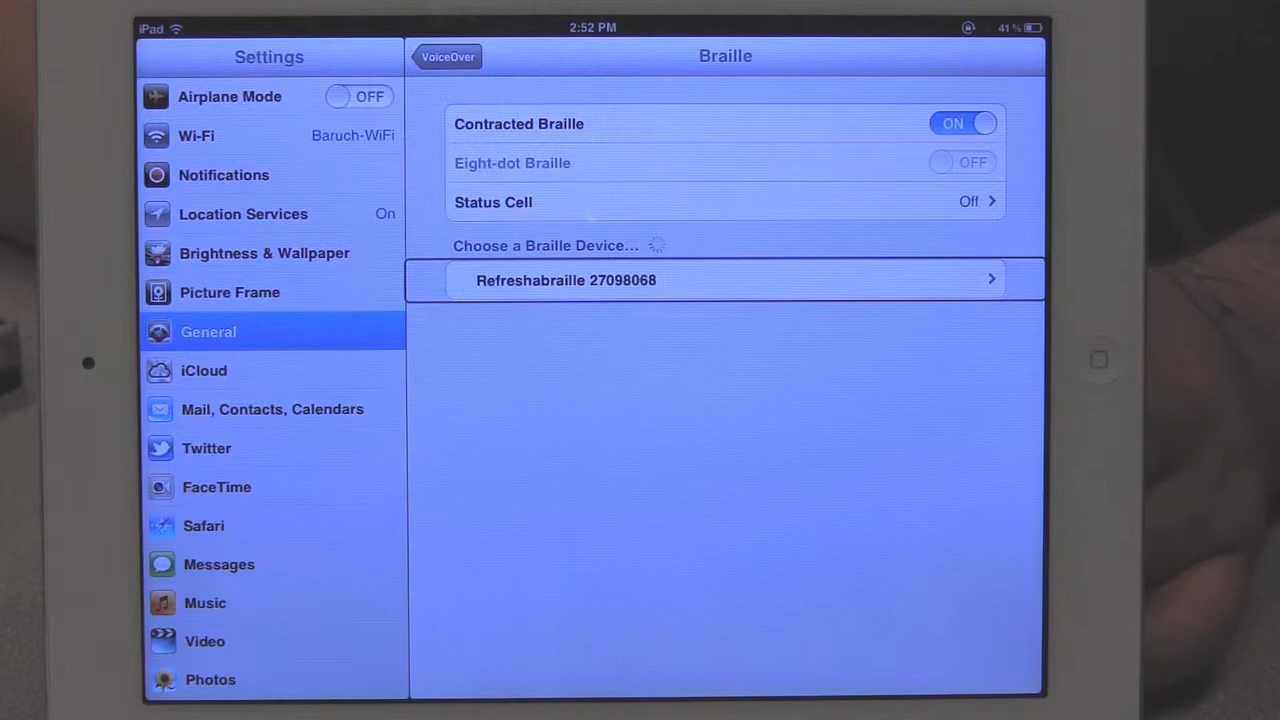 iPad 2:52 PM 41%
Settings
VoiceOver Braille
Airplane Mode OFF
Wi-Fi Baruch-WiFi
Notifications
Location Services On
Brightness & Wallpaper
Picture Frame
General
iCloud
Mail, Contacts, Calendars
Twitter
FaceTime
Safari
Messages
Music
Video
Photos
Contracted Braille ON
Eight-dot Braille OFF
Status Cell Off
Choose a Braille Device...
Refreshabraille 27098068